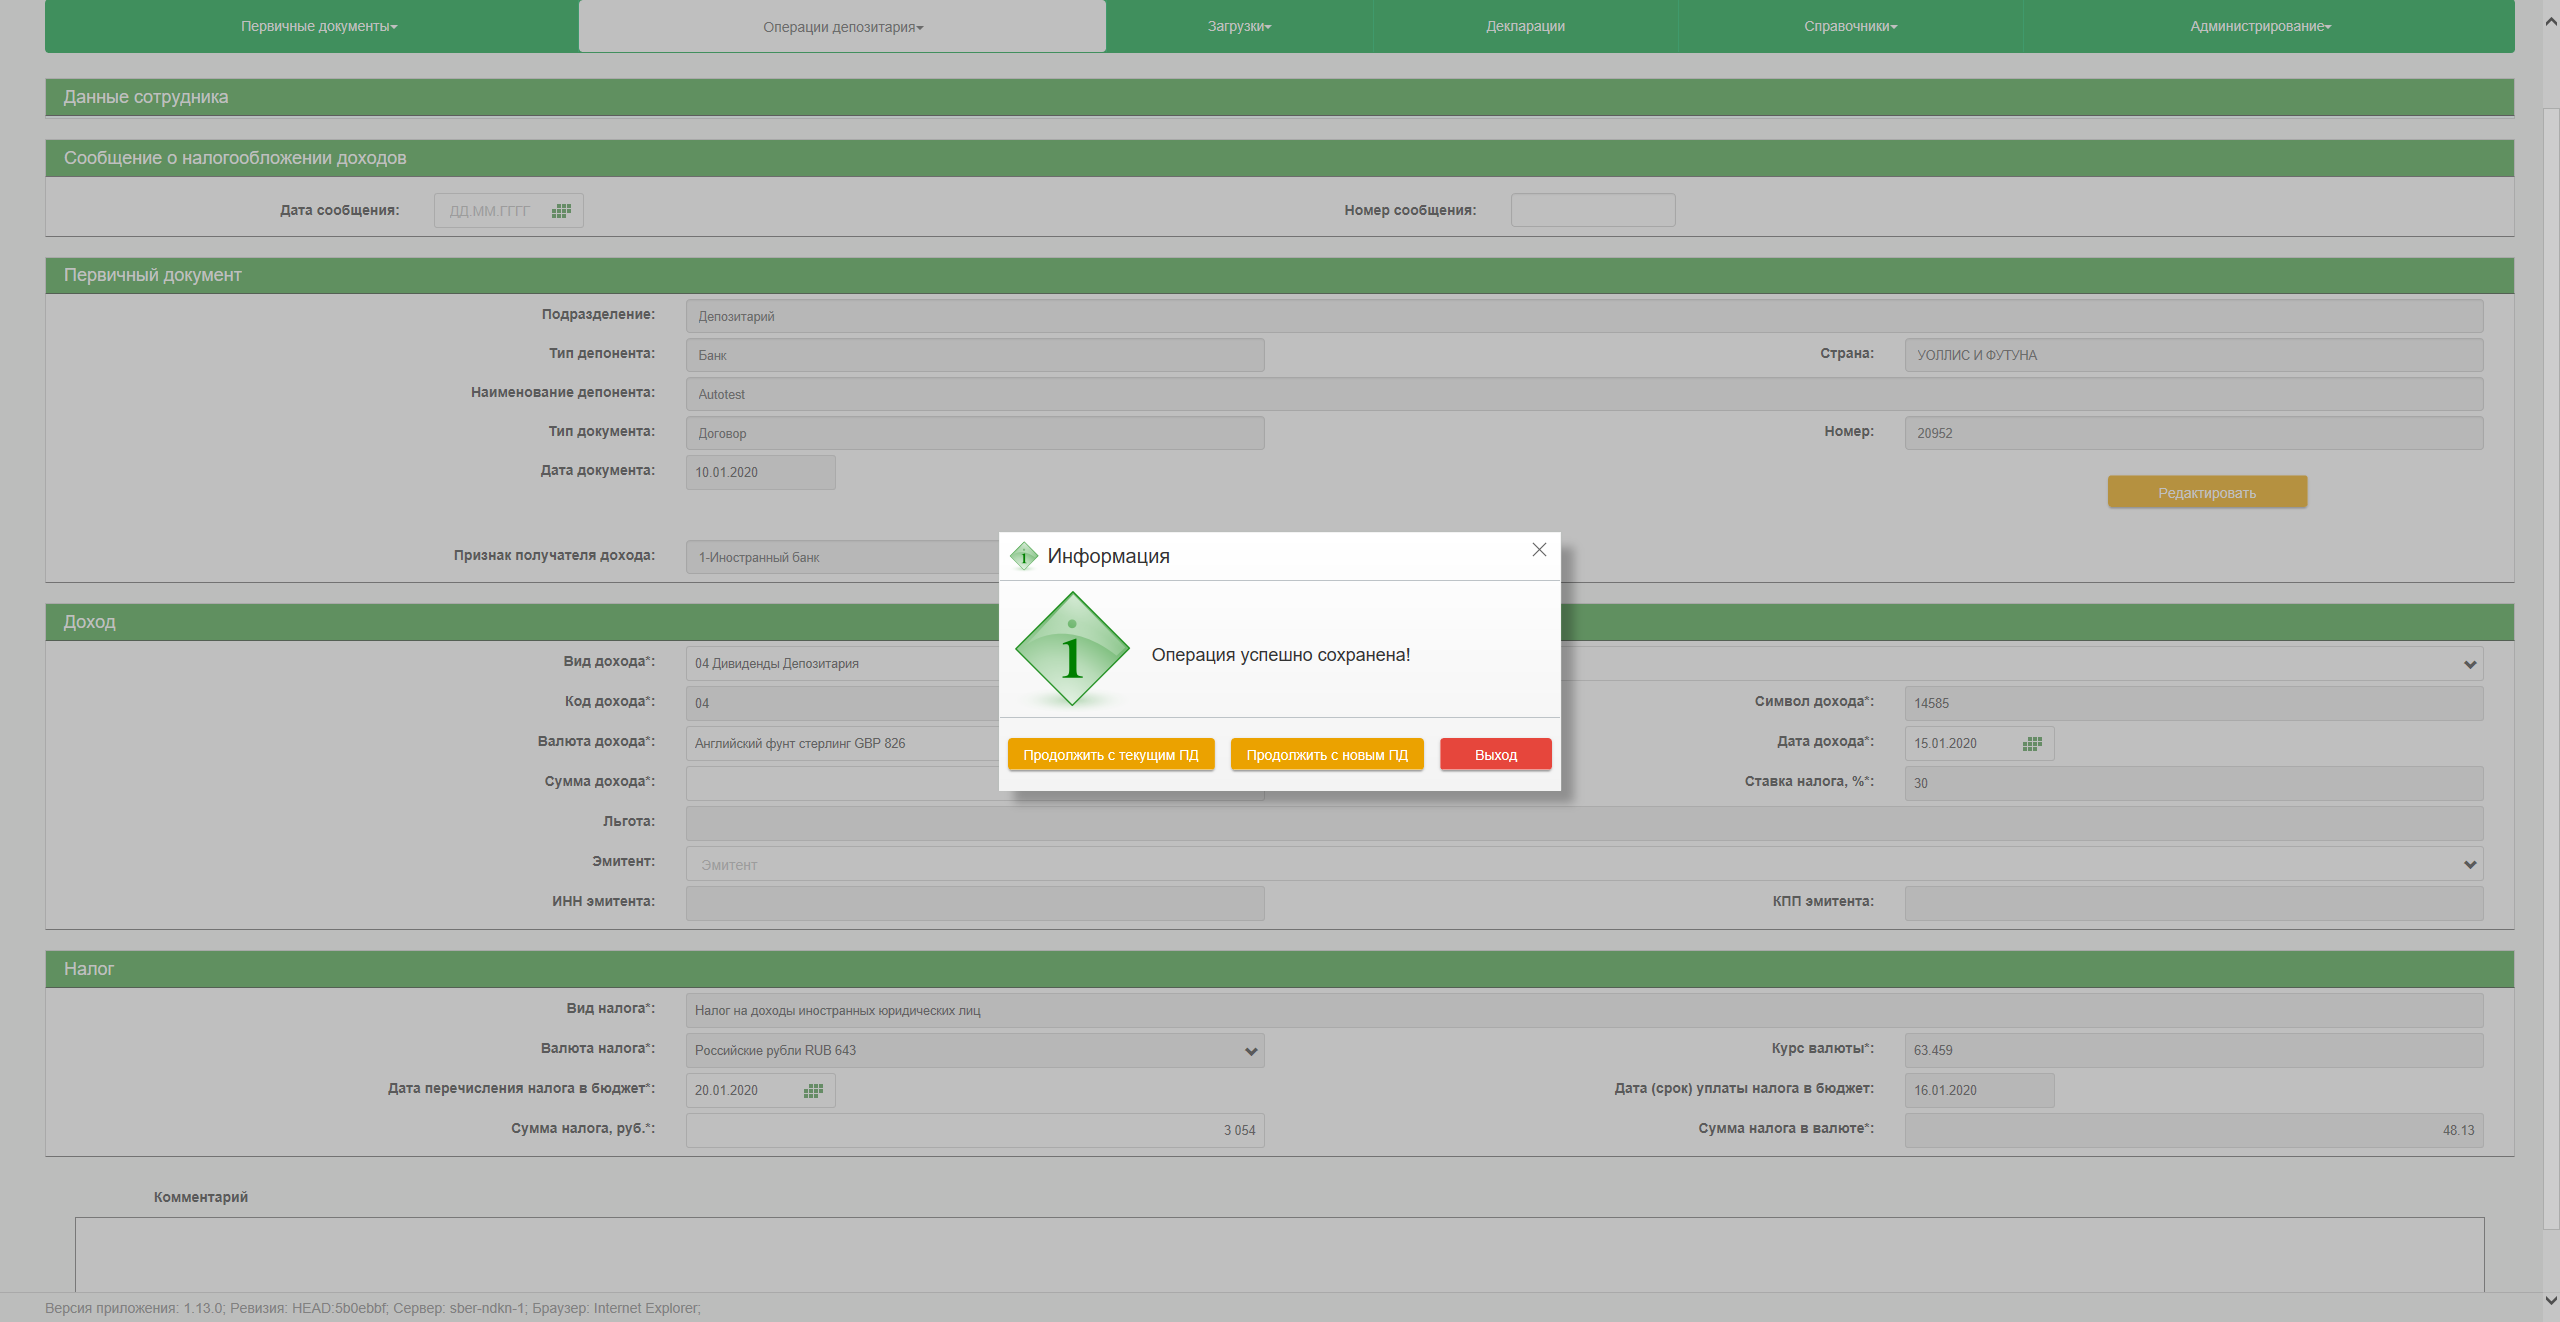 Первичные документы
Операции депозитария
Загрузки
Декларации
Справочники
Администрирование
Данные сотрудника
Сообщение о налогообложении доходов
Дата сообщения: ДД.ММ.ГГГГ
Номер сообщения:
Первичный документ
Подразделение: Депозитарий
Тип депонента: Банк
Страна: УОЛЛИС И ФУТУНА
Наименование депонента: Autotest
Тип документа: Договор
Номер: 20952
Дата документа: 10.01.2020
Редактировать
Признак получателя дохода: 1-Иностранный банк
Информация
Операция успешно сохранена!
Продолжить с текущим ПД
Продолжить с новым ПД
Выход
Доход
Вид дохода*: 04 Дивиденды Депозитария
Код дохода*: 04
Символ дохода*: 14585
Валюта дохода*: Английский фунт стерлинг GBP 826
Дата дохода*: 15.01.2020
Сумма дохода*:
Ставка налога, %*: 30
Льгота:
Эмитент: Эмитент
ИНН эмитента:
КПП эмитента:
Налог
Вид налога*: Налог на доходы иностранных юридических лиц
Валюта налога*: Российские рубли RUB 643
Курс валюты*: 63.459
Дата перечисления налога в бюджет*: 20.01.2020
Дата (срок) уплаты налога в бюджет: 16.01.2020
Сумма налога, руб.*: 3 054
Сумма налога в валюте*: 48.13
Комментарий
Версия приложения: 1.13.0; Ревизия: HEAD:5b0ebbf; Сервер: sber-ndkn-1; Браузер: Internet Explorer;